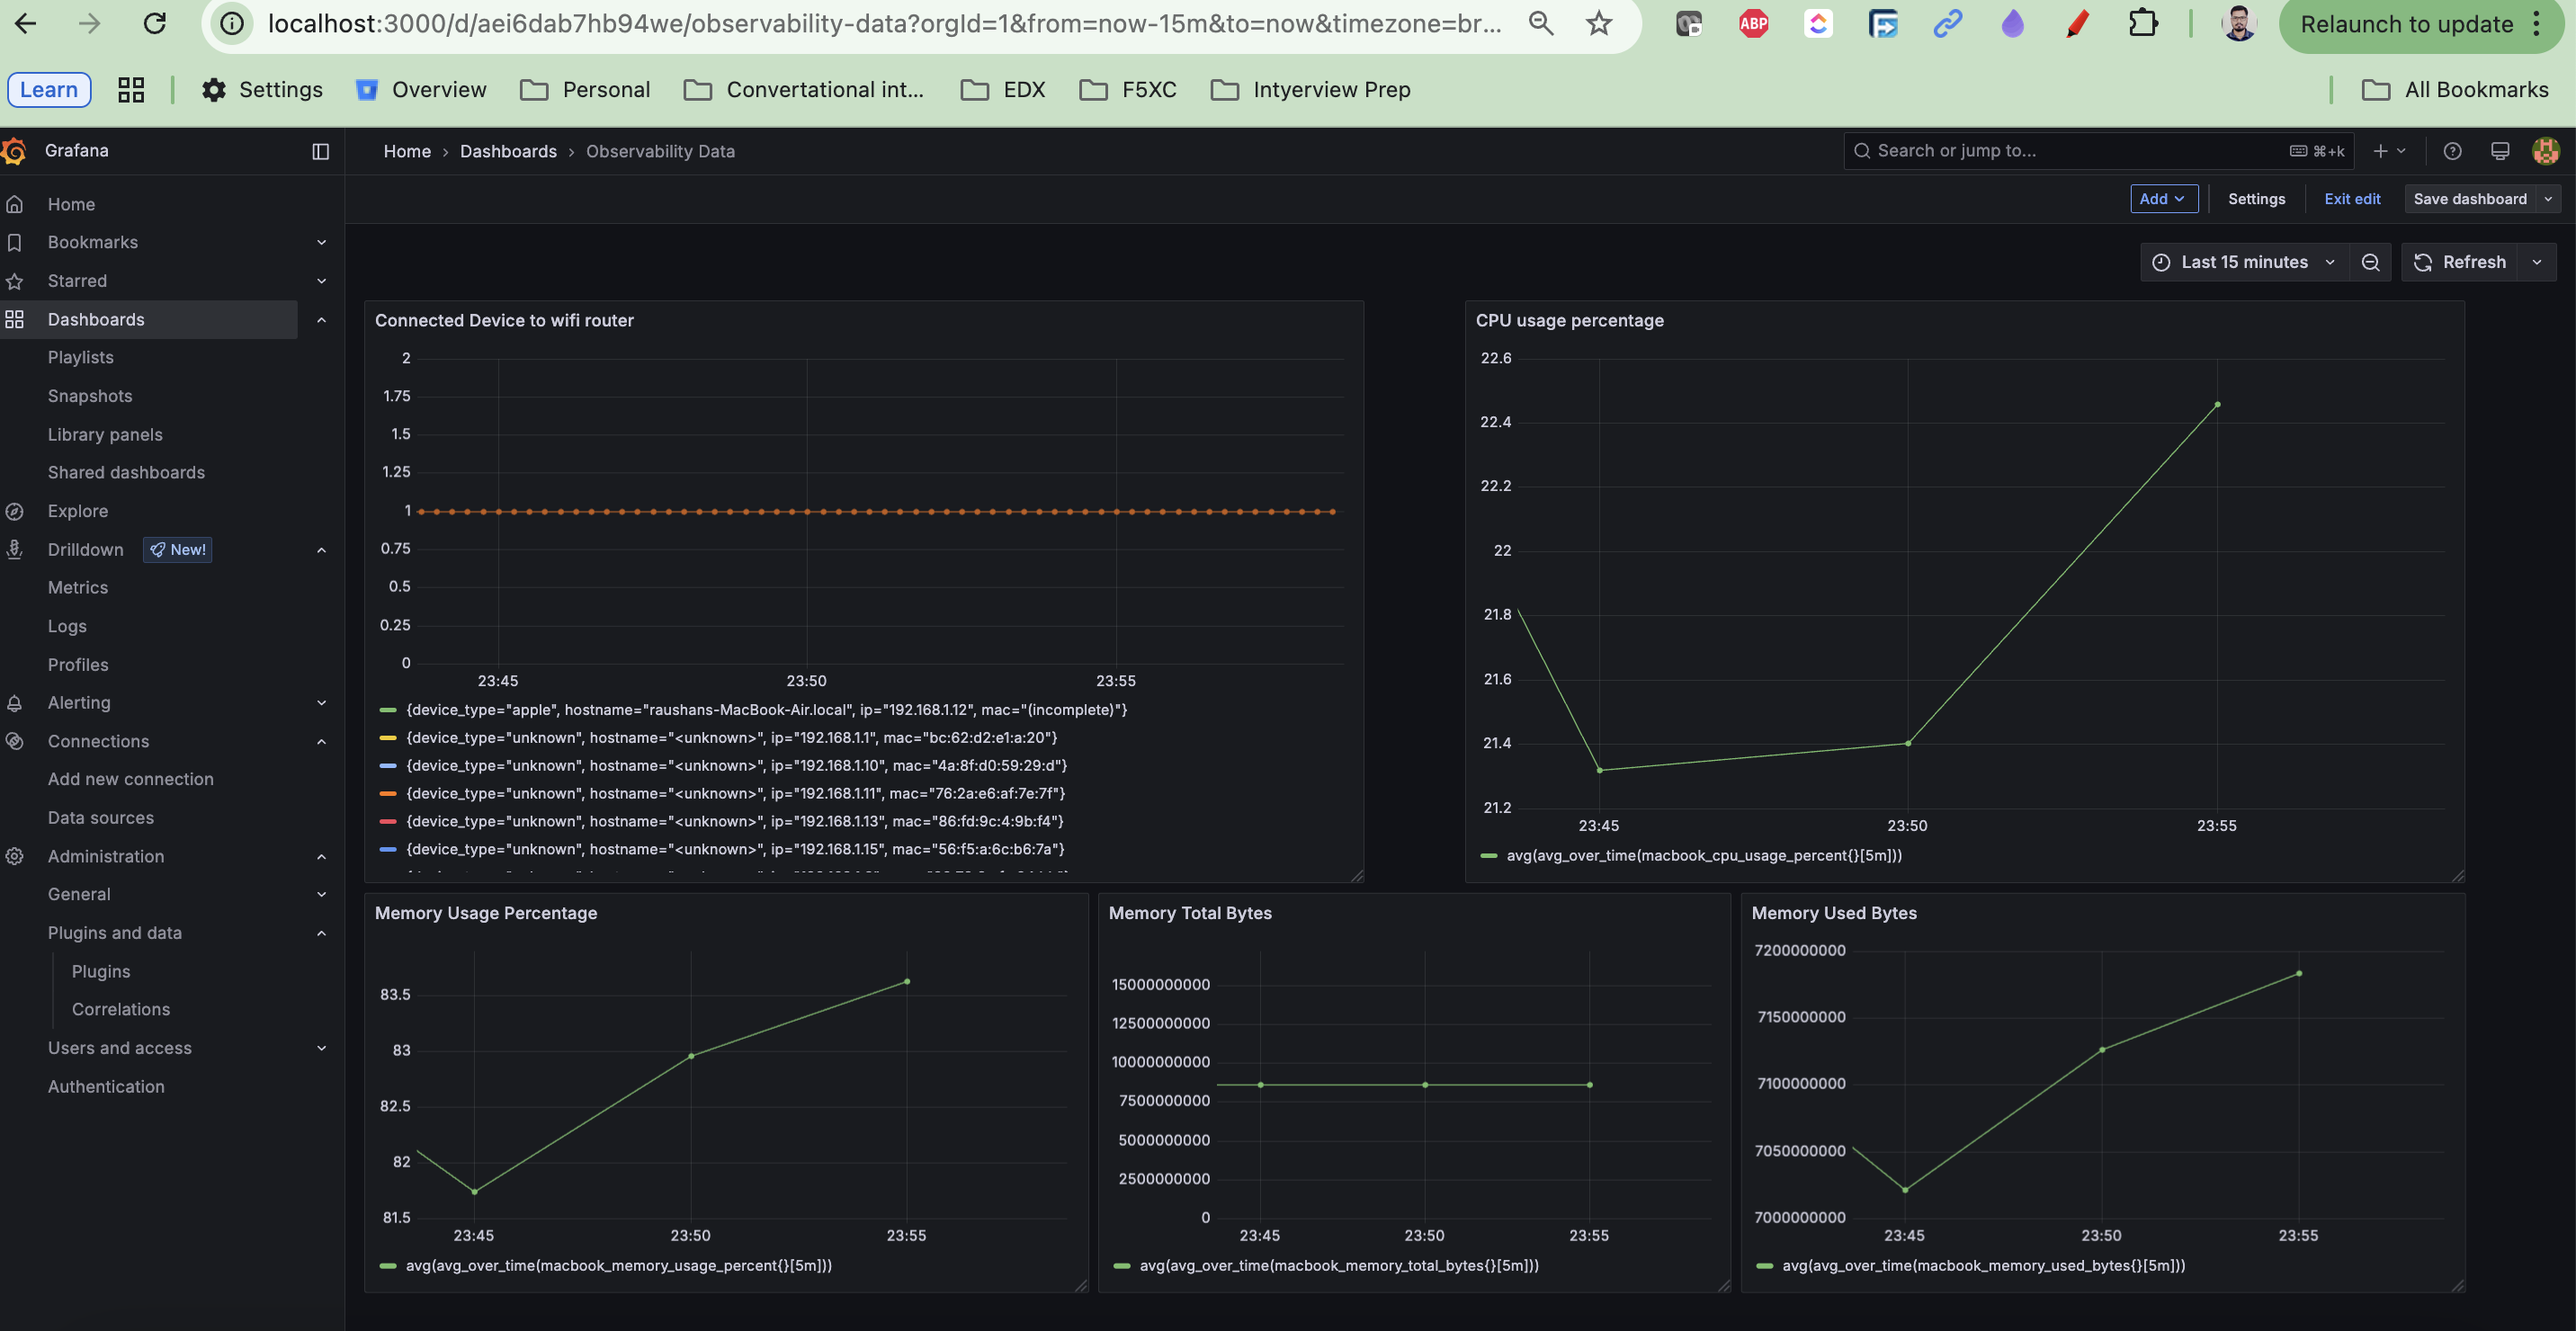 localhost:3000/d/aei6dab7hb94we/observability-data?orgId=1&from=now-15m&to=now&timezone=br...
ABP
Relaunch to update
Learn
Settings
Overview
Personal
Convertational int...
EDX
F5XC
Intyerview Prep
All Bookmarks
Grafana
Home › Dashboards › Observability Data
Search or jump to...
⌘+k
Add
Settings
Exit edit
Save dashboard
Last 15 minutes
Refresh
Home
Bookmarks
Starred
Dashboards
Playlists
Snapshots
Library panels
Shared dashboards
Explore
Drilldown
New!
Metrics
Logs
Profiles
Alerting
Connections
Add new connection
Data sources
Administration
General
Plugins and data
Plugins
Correlations
Users and access
Authentication
Connected Device to wifi router
2
1.75
1.5
1.25
1
0.75
0.5
0.25
0
23:45 23:50 23:55
{device_type="apple", hostname="raushans-MacBook-Air.local", ip="192.168.1.12", mac="(incomplete)"}
{device_type="unknown", hostname="<unknown>", ip="192.168.1.1", mac="bc:62:d2:e1:a:20"}
{device_type="unknown", hostname="<unknown>", ip="192.168.1.10", mac="4a:8f:d0:59:29:d"}
{device_type="unknown", hostname="<unknown>", ip="192.168.1.11", mac="76:2a:e6:af:7e:7f"}
{device_type="unknown", hostname="<unknown>", ip="192.168.1.13", mac="86:fd:9c:4:9b:f4"}
{device_type="unknown", hostname="<unknown>", ip="192.168.1.15", mac="56:f5:a:6c:b6:7a"}
CPU usage percentage
22.6
22.4
22.2
22
21.8
21.6
21.4
21.2
23:45 23:50 23:55
avg(avg_over_time(macbook_cpu_usage_percent{}[5m]))
Memory Usage Percentage
83.5
83
82.5
82
81.5
23:45 23:50 23:55
avg(avg_over_time(macbook_memory_usage_percent{}[5m]))
Memory Total Bytes
15000000000
12500000000
10000000000
7500000000
5000000000
2500000000
0
23:45 23:50 23:55
avg(avg_over_time(macbook_memory_total_bytes{}[5m]))
Memory Used Bytes
7200000000
7150000000
7100000000
7050000000
7000000000
23:45 23:50 23:55
avg(avg_over_time(macbook_memory_used_bytes{}[5m]))